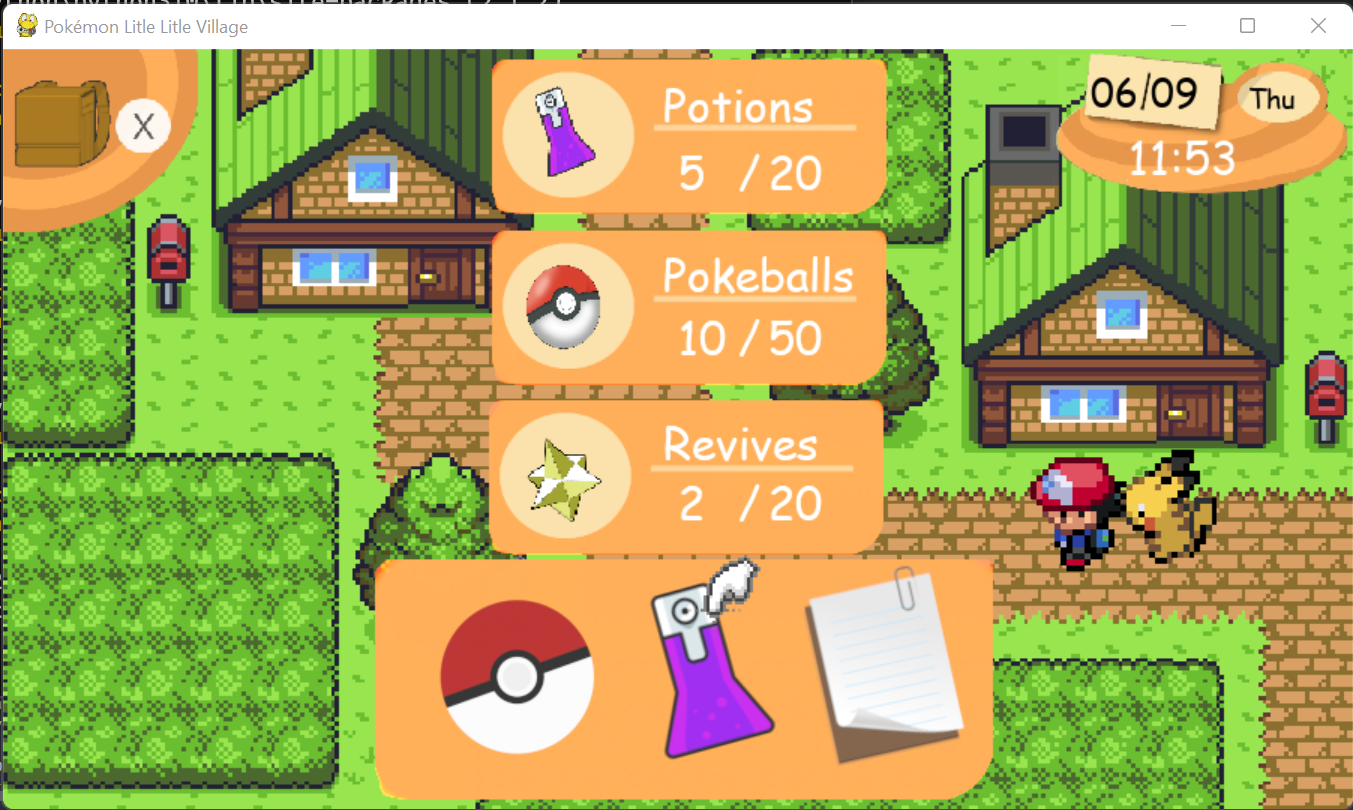 Pokémon Litle Litle Village
X
06/09 Thu
11:53
Potions
5 / 20
Pokeballs
10 / 50
Revives
2 / 20